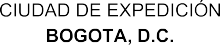 CIUDAD DE EXPEDICIÓN
BOGOTA, D.C.